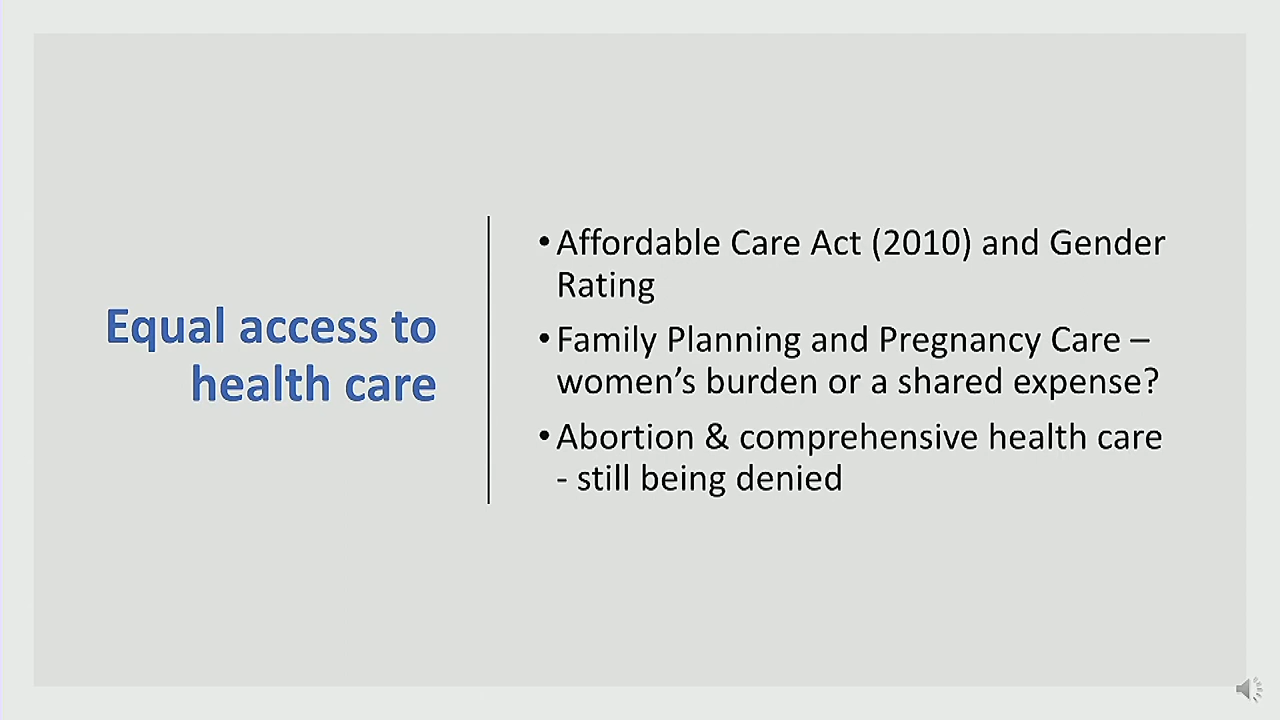 Equal access to
health care
• Affordable Care Act (2010) and Gender
Rating
• Family Planning and Pregnancy Care –
women’s burden or a shared expense?
• Abortion & comprehensive health care
- still being denied